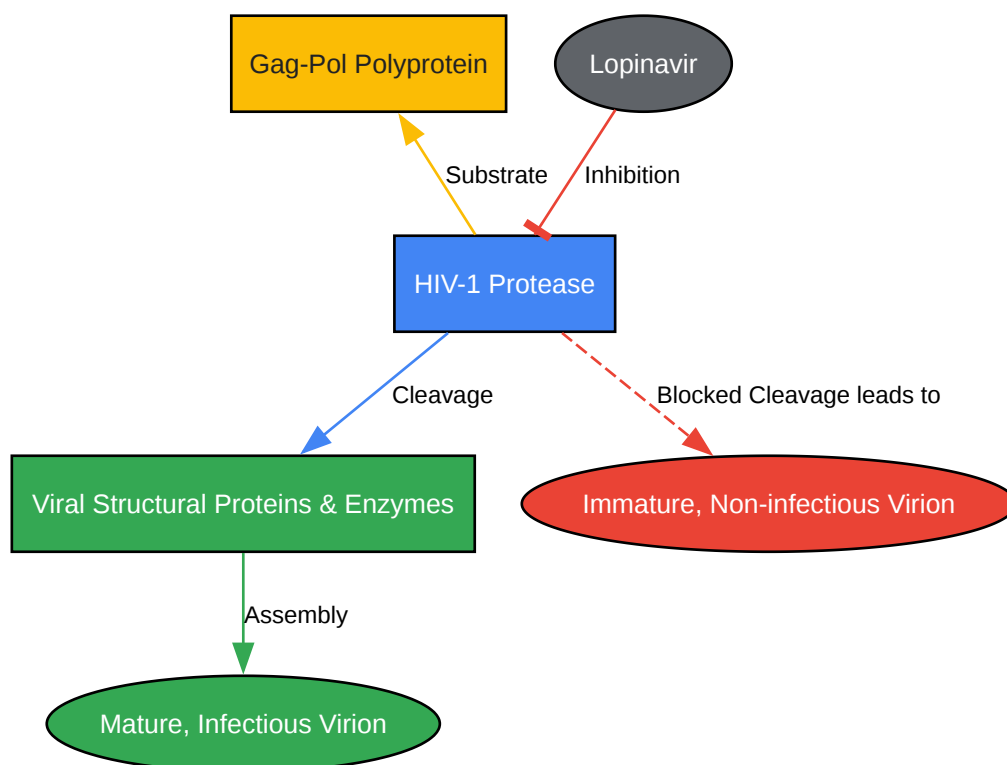 Gag-Pol Polyprotein
Lopinavir
Substrate
Inhibition
HIV-1 Protease
Cleavage
Blocked Cleavage leads to
Viral Structural Proteins & Enzymes
Immature, Non-infectious Virion
Assembly
Mature, Infectious Virion